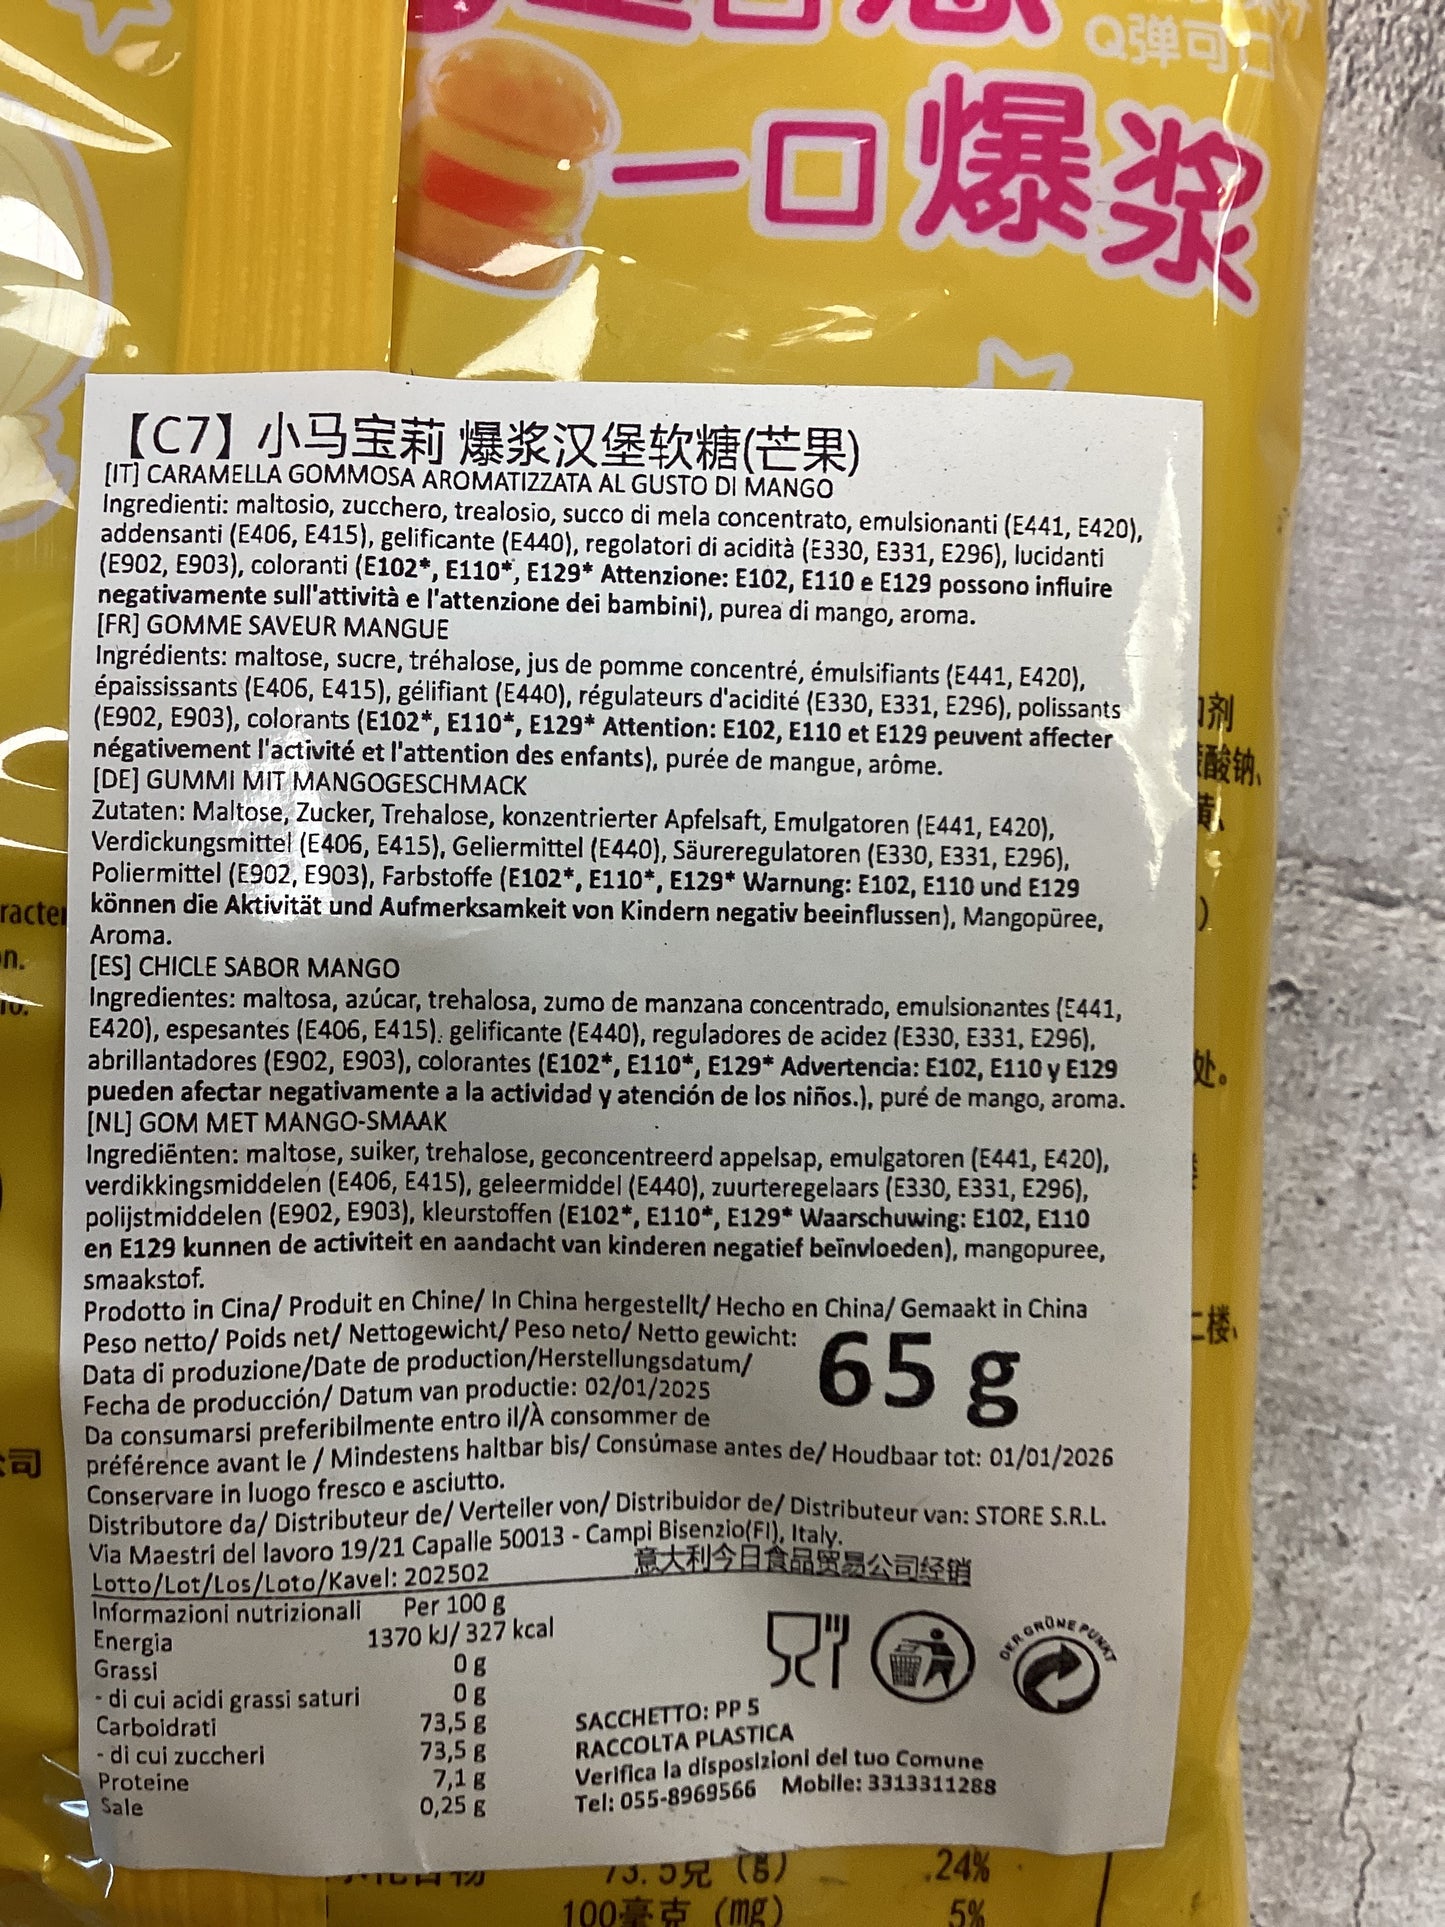 Q弹可口
一口爆浆
【C7】小马宝莉 爆浆汉堡软糖(芒果)
[IT] CARAMELLA GOMMOSA AROMATIZZATA AL GUSTO DI MANGO
Ingredienti: maltosio, zucchero, trealosio, succo di mela concentrato, emulsionanti (E441, E420),
addensanti (E406, E415), gelificante (E440), regolatori di acidità (E330, E331, E296), lucidanti
(E902, E903), coloranti (E102*, E110*, E129* Attenzione: E102, E110 e E129 possono influire
negativamente sull'attività e l'attenzione dei bambini), purea di mango, aroma.
[FR] GOMME SAVEUR MANGUE
Ingrédients: maltose, sucre, tréhalose, jus de pomme concentré, émulsifiants (E441, E420),
épaississants (E406, E415), gélifiant (E440), régulateurs d'acidité (E330, E331, E296), polissants
(E902, E903), colorants (E102*, E110*, E129* Attention: E102, E110 et E129 peuvent affecter
négativement l'activité et l'attention des enfants), purée de mangue, arôme.
[DE] GUMMI MIT MANGOGESCHMACK
Zutaten: Maltose, Zucker, Trehalose, konzentrierter Apfelsaft, Emulgatoren (E441, E420),
Verdickungsmittel (E406, E415), Geliermittel (E440), Säureregulatoren (E330, E331, E296),
Poliermittel (E902, E903), Farbstoffe (E102*, E110*, E129* Warnung: E102, E110 und E129
können die Aktivität und Aufmerksamkeit von Kindern negativ beeinflussen), Mangopüree,
Aroma.
[ES] CHICLE SABOR MANGO
Ingredientes: maltosa, azúcar, trehalosa, zumo de manzana concentrado, emulsionantes (E441,
E420), espesantes (E406, E415). gelificante (E440), reguladores de acidez (E330, E331, E296),
abrillantadores (E902, E903), colorantes (E102*, E110*, E129* Advertencia: E102, E110 y E129
pueden afectar negativamente a la actividad y atención de los niños.), puré de mango, aroma.
[NL] GOM MET MANGO-SMAAK
Ingrediënten: maltose, suiker, trehalose, geconcentreerd appelsap, emulgatoren (E441, E420),
verdikkingsmiddelen (E406, E415), geleermiddel (E440), zuurteregelaars (E330, E331, E296),
polijstmiddelen (E902, E903), kleurstoffen (E102*, E110*, E129* Waarschuwing: E102, E110
en E129 kunnen de activiteit en aandacht van kinderen negatief beïnvloeden), mangopuree,
smaakstof.
Prodotto in Cina/ Produit en Chine/ In China hergestellt/ Hecho en China/ Gemaakt in China
Peso netto/ Poids net/ Nettogewicht/ Peso neto/ Netto gewicht:
65 g
Data di produzione/Date de production/Herstellungsdatum/
Fecha de producción/ Datum van productie: 02/01/2025
Da consumarsi preferibilmente entro il/À consommer de
préférence avant le / Mindestens haltbar bis/ Consúmase antes de/ Houdbaar tot: 01/01/2026
Conservare in luogo fresco e asciutto.
Distributore da/ Distributeur de/ Verteiler von/ Distribuidor de/ Distributeur van: STORE S.R.L.
Via Maestri del lavoro 19/21 Capalle 50013 - Campi Bisenzio(FI), Italy.
意大利今日食品贸易公司经销
Lotto/Lot/Los/Loto/Kavel: 202502
Informazioni nutrizionali Per 100 g
Energia 1370 kJ/ 327 kcal
Grassi 0 g
- di cui acidi grassi saturi 0 g
Carboidrati 73,5 g
- di cui zuccheri 73,5 g
Proteine 7,1 g
Sale 0,25 g
DER GRÜNE PUNKT
SACCHETTO: PP 5
RACCOLTA PLASTICA
Verifica la disposizioni del tuo Comune
Tel: 055-8969566 Mobile: 3313311288
剂
酸钠、
黄、
)
处。
二楼,
司
n.
73.5克 (g) 24%
100毫克 (mg) 5%